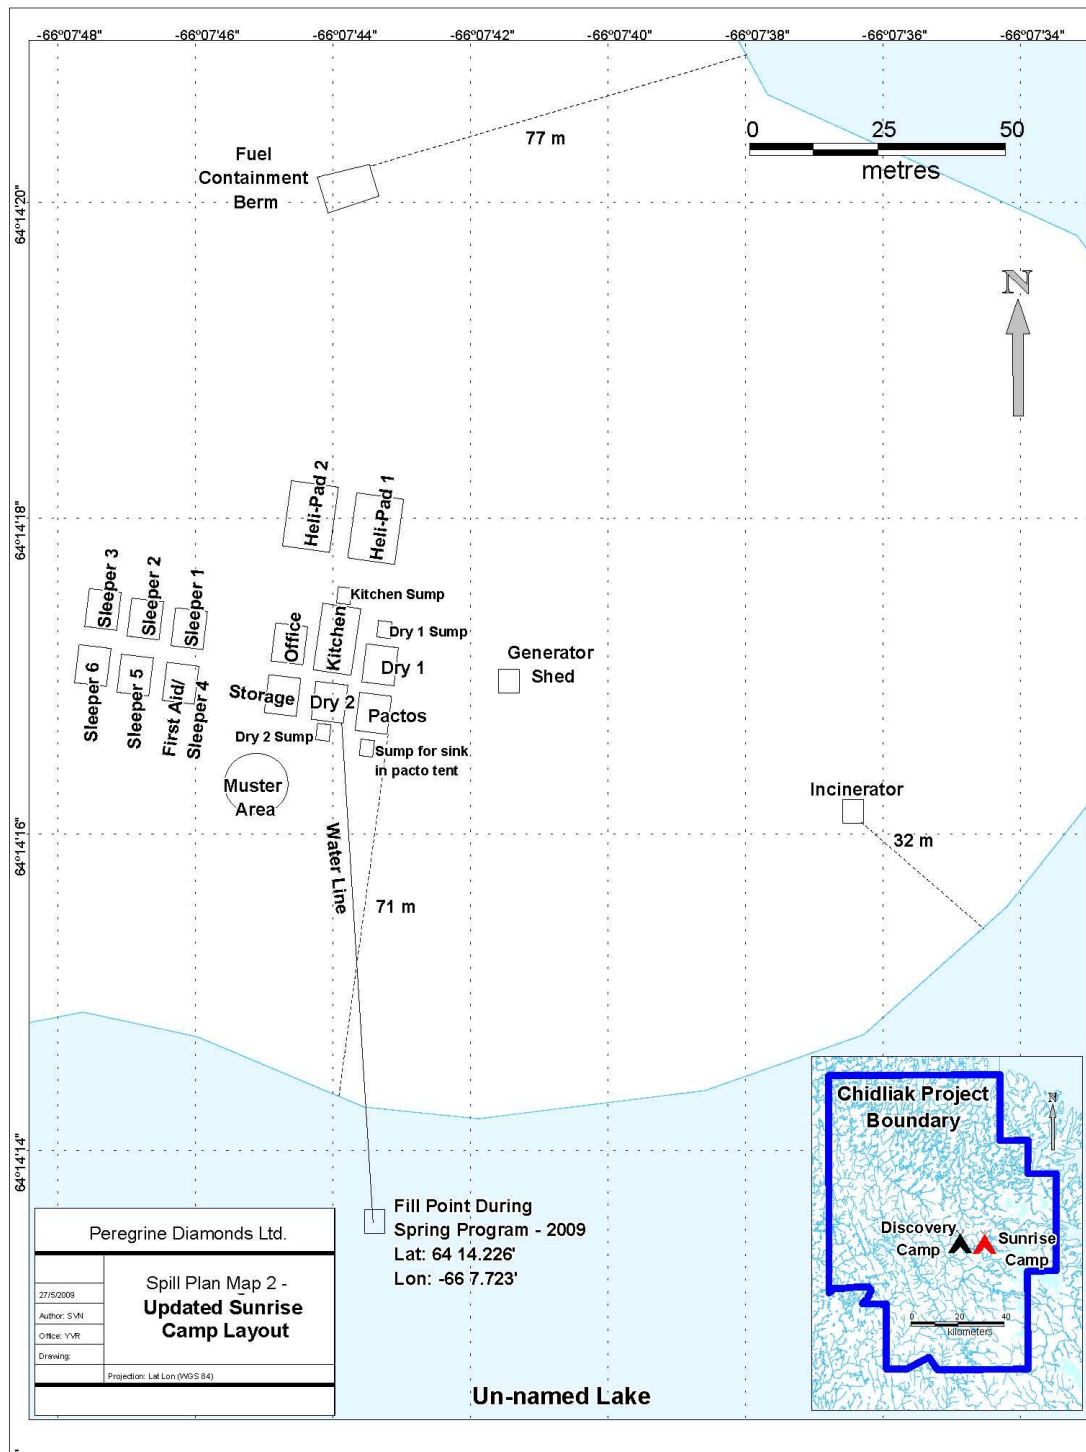 -66°07'48" -66°07'46" -66°07'44" -66°07'42" -66°07'40" -66°07'38" -66°07'36" -66°07'34"
77 m
0 25 50
metres
Fuel
Containment
Berm
64°14'20"
N
64°14'18"
Heli-Pad 2
Heli-Pad 1
Sleeper 3
Sleeper 2
Sleeper 1
Kitchen Sump
Office
Kitchen
Dry 1 Sump
Dry 1
Generator
Shed
Sleeper 6
Sleeper 5
First Aid/
Sleeper 4
Storage
Dry 2
Pactos
Dry 2 Sump
Sump for sink
in pacto tent
Muster
Area
Incinerator
64°14'16"
32 m
Water Line
71 m
64°14'14"
Fill Point During
Spring Program - 2009
Lat: 64 14.226'
Lon: -66 7.723'
Peregrine Diamonds Ltd.
Spill Plan Map 2 -
Updated Sunrise
Camp Layout
27/5/2009
Author: SVN
Office: YVR
Drawing:
Projection: Lat Lon (WGS 84)
Un-named Lake
Chidliak Project
Boundary
N
Discovery
Camp
Sunrise
Camp
0 20 40
kilometers